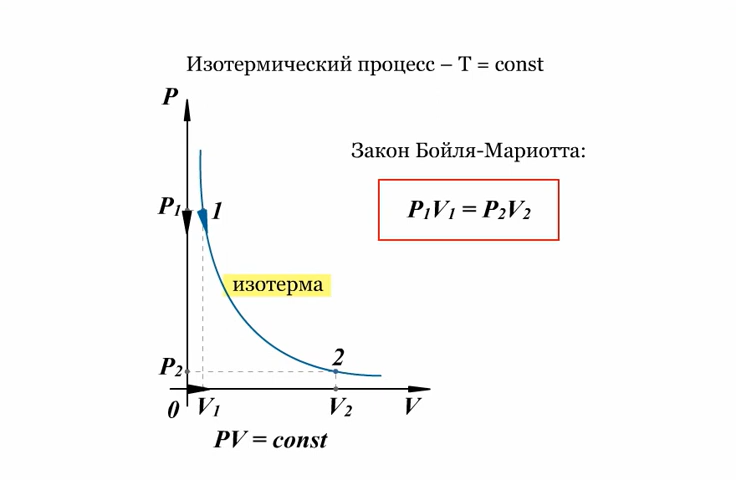 Изотермический процесс – T = const
P
Закон Бойля-Мариотта:
P₁ 1
P₁V₁ = P₂V₂
изотерма
P₂ 2
0 V₁ V₂ V
PV = const